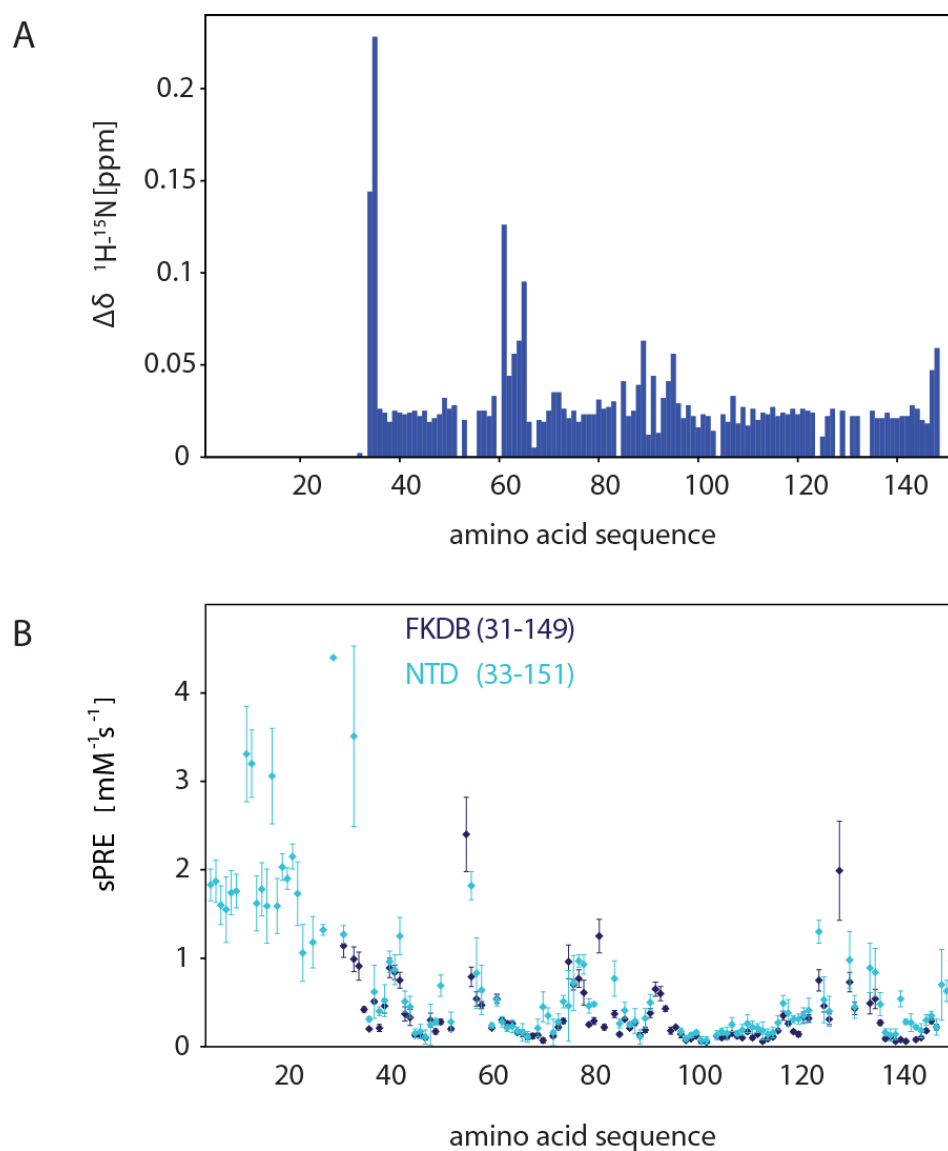 A
Δδ ¹H-¹⁵N[ppm]
0.2
0.15
0.1
0.05
0
20 40 60 80 100 120 140
amino acid sequence
B
FKDB (31-149)
NTD (33-151)
sPRE [mM⁻¹s⁻¹]
4
3
2
1
0
20 40 60 80 100 120 140
amino acid sequence